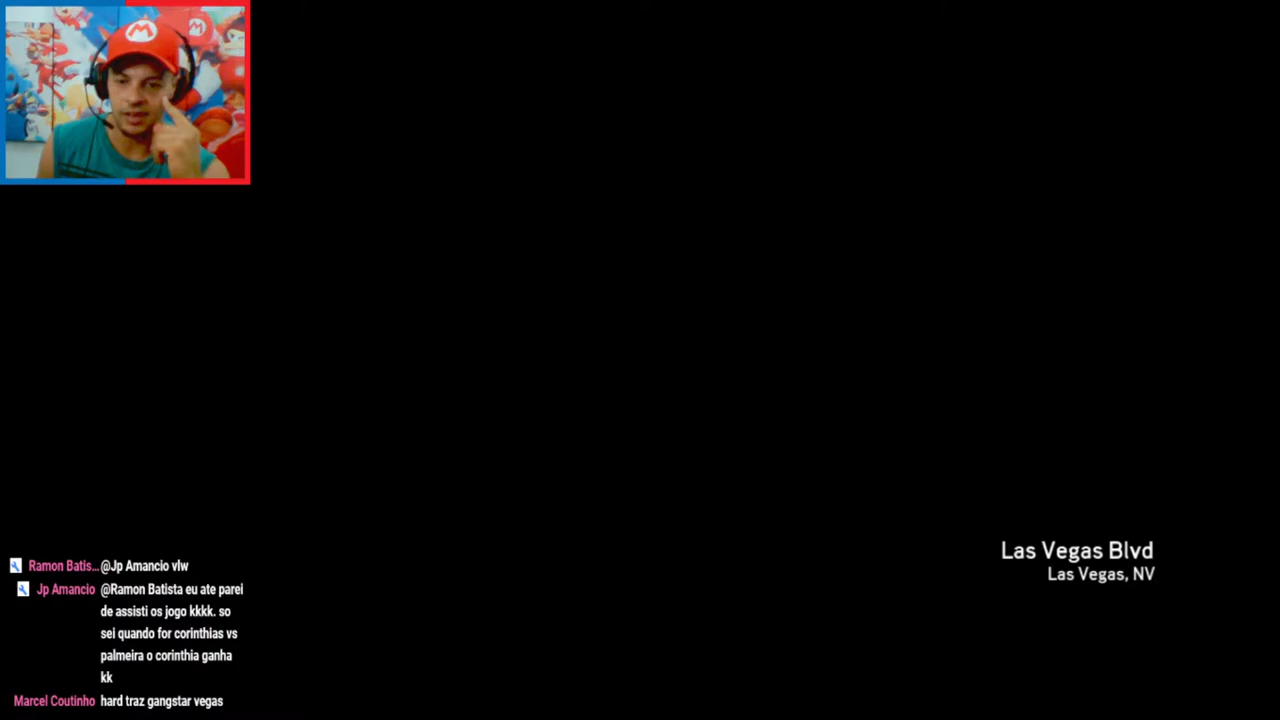 M
M
Las Vegas Blvd
Las Vegas, NV
Ramon Batis... @Jp Amancio vlw
Jp Amancio @Ramon Batista eu ate parei
de assisti os jogo kkkk. so
sei quando for corinthias vs
palmeira o corinthia ganha
kk
Marcel Coutinho hard traz gangstar vegas